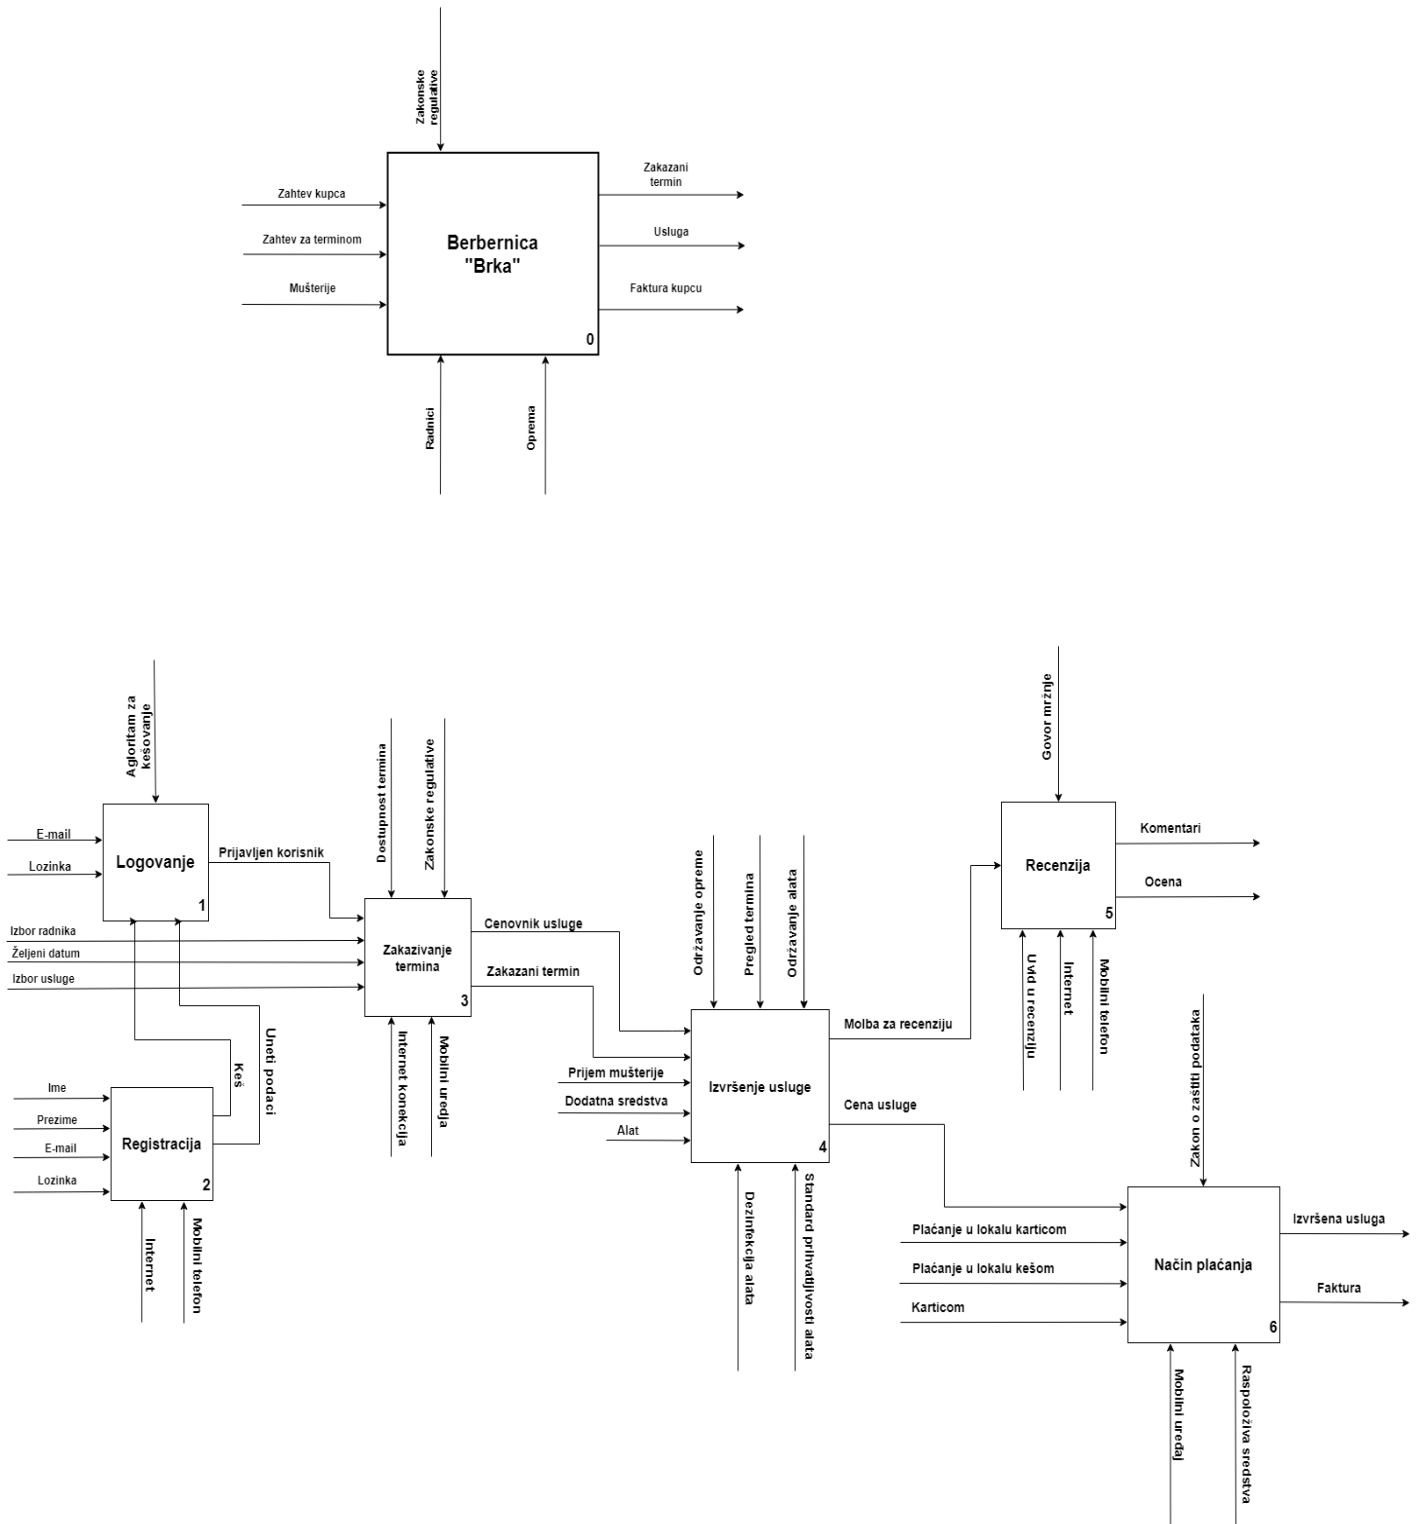 Zakonske
regulative
Zahtev kupca
Zahtev za terminom
Mušterije
Berbernica
"Brka"
0
Zakazani
termin
Usluga
Faktura kupcu
Radnici
Oprema
Agloritam za
kešovanje
E-mail
Lozinka
Logovanje
1
Prijavljen korisnik
Izbor radnika
Željeni datum
Izbor usluge
Keš
Uneti podaci
Ime
Prezime
E-mail
Lozinka
Registracija
2
Internet
Mobilni telefon
Dostupnost termina
Zakonske regulative
Zakazivanje
termina
3
Internet konekcija
Mobilni uredja
Cenovnik usluge
Zakazani termin
Održavanje opreme
Pregled termina
Održavanje alata
Prijem mušterije
Dodatna sredstva
Alat
Izvršenje usluge
4
Dezinfekcija alata
Standard prihvatljivosti alata
Molba za recenziju
Cena usluge
Govor mržnje
Recenzija
5
Komentari
Ocena
Uvid u recenziju
Internet
Mobilni telefon
Zakon o zaštiti podataka
Plaćanje u lokalu karticom
Plaćanje u lokalu kešom
Karticom
Način plaćanja
6
Izvršena usluga
Faktura
Mobilni uređaj
Raspoloživa sredstva